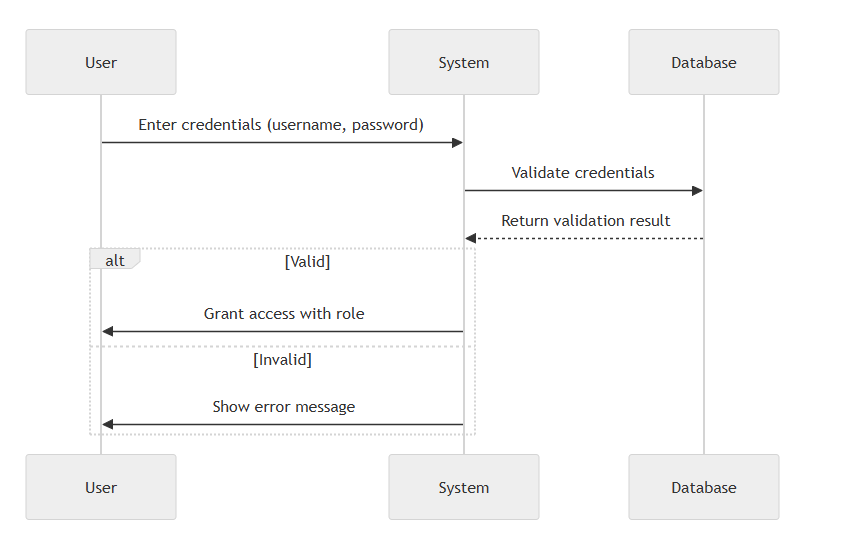 User
System
Database
Enter credentials (username, password)
Validate credentials
Return validation result
alt
[Valid]
Grant access with role
[Invalid]
Show error message
User
System
Database